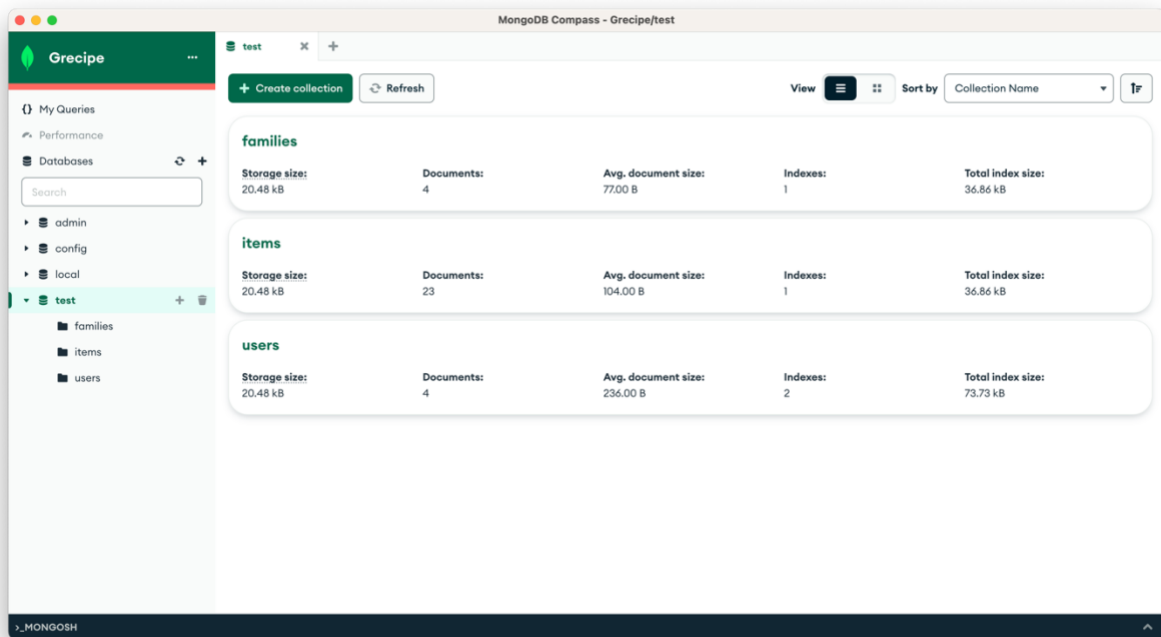 MongoDB Compass - Grecipe/test
Grecipe
My Queries
Performance
Databases
Search
admin
config
local
test
families
items
users
test
Create collection
Refresh
View
Sort by
Collection Name
families
Storage size: Documents: Avg. document size: Indexes: Total index size:
20.48 kB 4 77.00 B 1 36.86 kB
items
Storage size: Documents: Avg. document size: Indexes: Total index size:
20.48 kB 23 104.00 B 1 36.86 kB
users
Storage size: Documents: Avg. document size: Indexes: Total index size:
20.48 kB 4 236.00 B 2 73.73 kB
>_MONGOSH